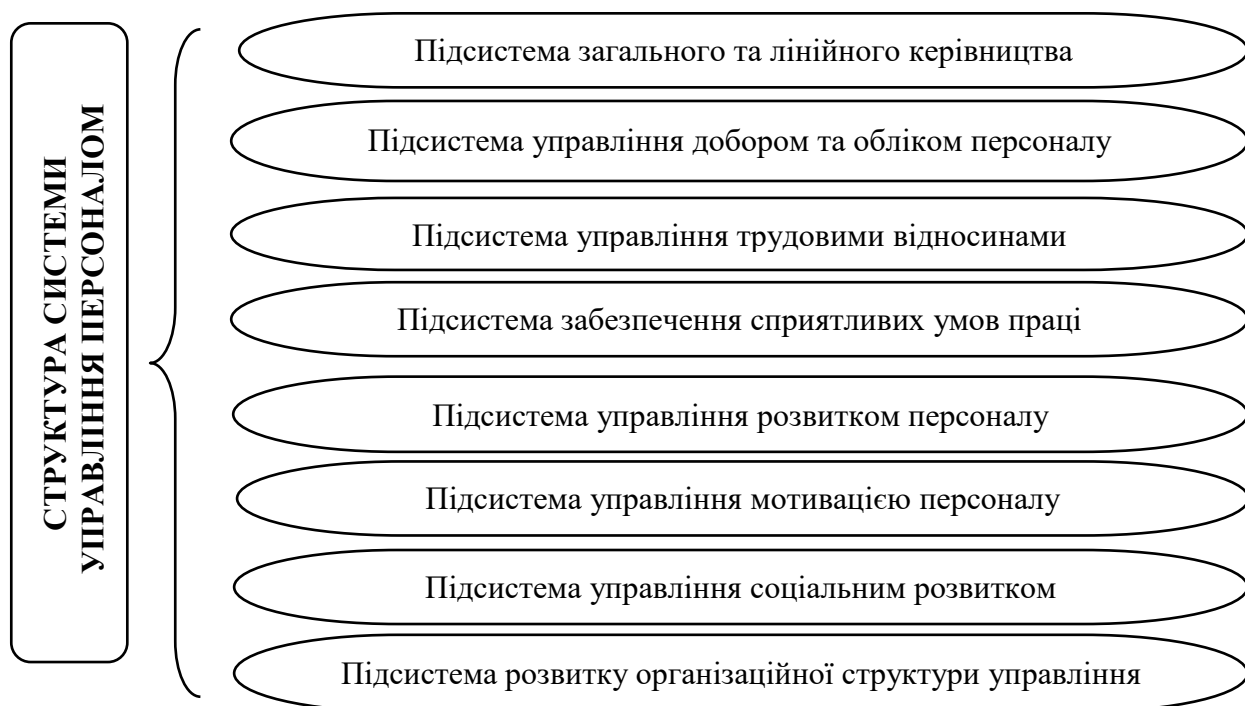 СТРУКТУРА СИСТЕМИ
УПРАВЛІННЯ ПЕРСОНАЛОМ
Підсистема загального та лінійного керівництва
Підсистема управління добором та обліком персоналу
Підсистема управління трудовими відносинами
Підсистема забезпечення сприятливих умов праці
Підсистема управління розвитком персоналу
Підсистема управління мотивацією персоналу
Підсистема управління соціальним розвитком
Підсистема розвитку організаційної структури управління